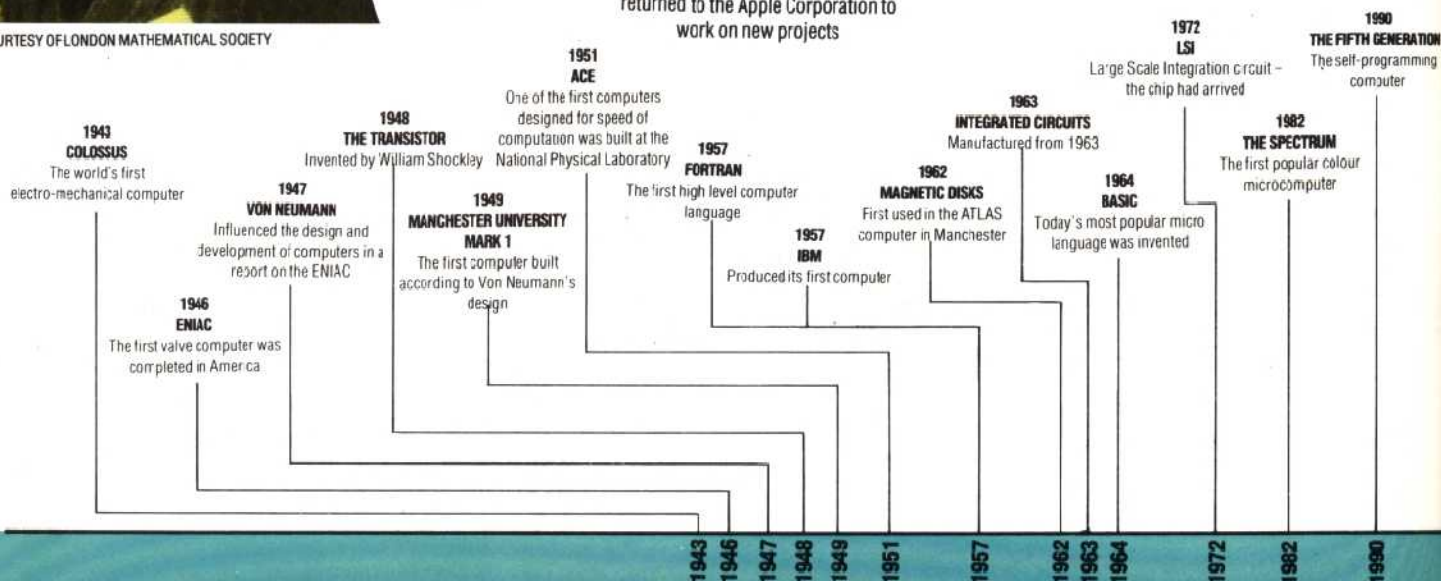 URTESY OF LONDON MATHEMATICAL SOCIETY
returned to the Apple Corporation to
work on new projects
1943
COLOSSUS
The world's first
electro-mechanical computer
1946
ENIAC
The first valve computer was
completed in America
1947
VON NEUMANN
Influenced the design and
development of computers in a
report on the ENIAC
1948
THE TRANSISTOR
Invented by William Shockley
1949
MANCHESTER UNIVERSITY
MARK 1
The first computer built
according to Von Neumann's
design
1951
ACE
One of the first computers
designed for speed of
computation was built at the
National Physical Laboratory
1957
FORTRAN
The first high level computer
language
1957
IBM
Produced its first computer
1962
MAGNETIC DISKS
First used in the ATLAS
computer in Manchester
1963
INTEGRATED CIRCUITS
Manufactured from 1963
1964
BASIC
Today's most popular micro
language was invented
1972
LSI
Large Scale Integration circuit –
the chip had arrived
1982
THE SPECTRUM
The first popular colour
microcomputer
1990
THE FIFTH GENERATION
The self-programming
computer
1943
1946
1947
1948
1949
1951
1957
1962
1963
1964
1972
1982
1990